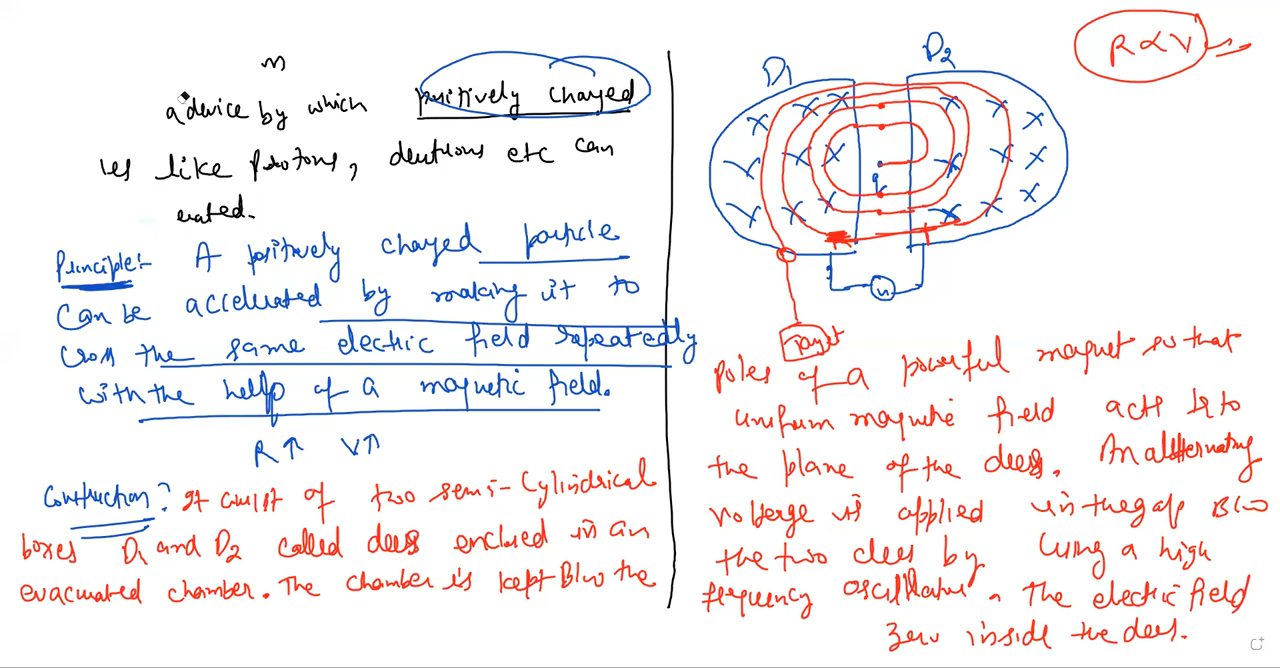 a device by which positively charged
les like protons, deutrons etc can
erated.
Principle:- A positively charged particle
Can be accelerated by making it to
Cross the same electric field repeatedly
with the help of a magnetic field.
R↑ V↑
Construction: It consist of two semi-Cylindrical
boxes D1 and D2 called dees enclosed in an
evacuated chamber. The chamber is kept B/w the
R∝V
D1 D2
q
Target
poles of a powerful magnet so that
uniform magnetic field acts ⊥ to
the plane of the dees. An alternating
voltage is applied in the gap B/w
the two dees by using a high
frequency oscillator. The electric field
zero inside the dees.